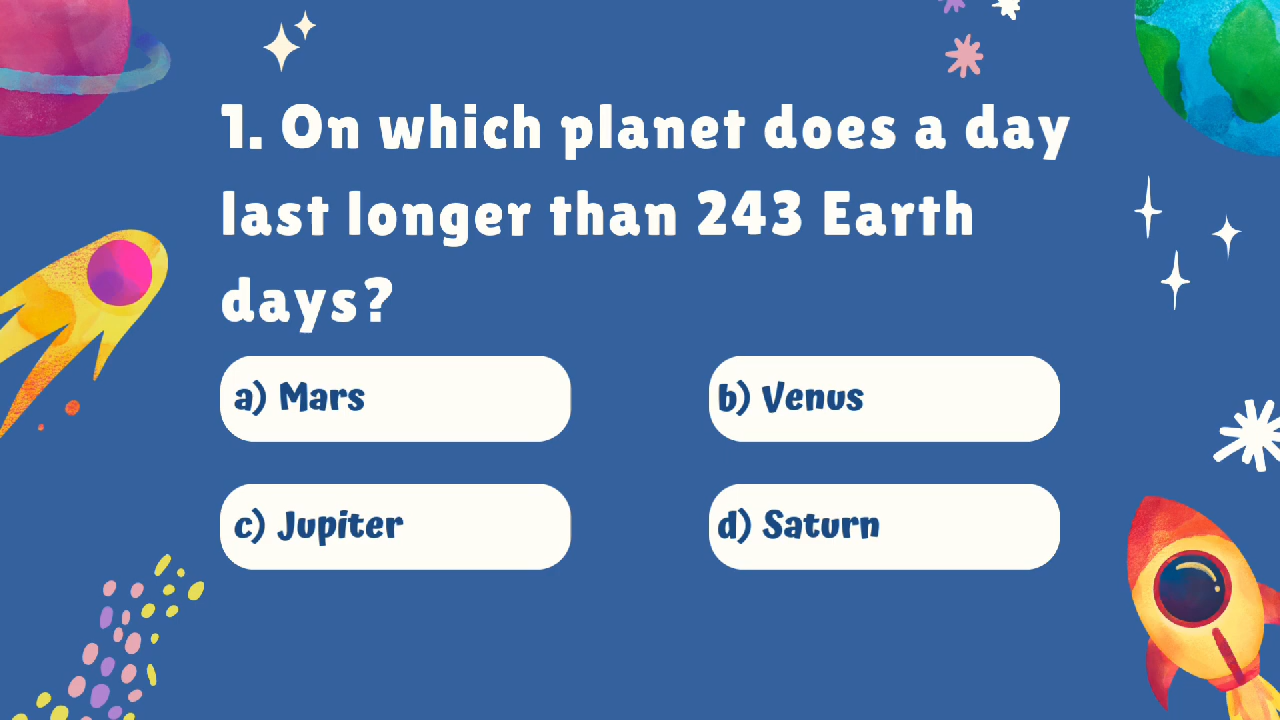 1. On which planet does a day
last longer than 243 Earth
days?
a) Mars
b) Venus
c) Jupiter
d) Saturn